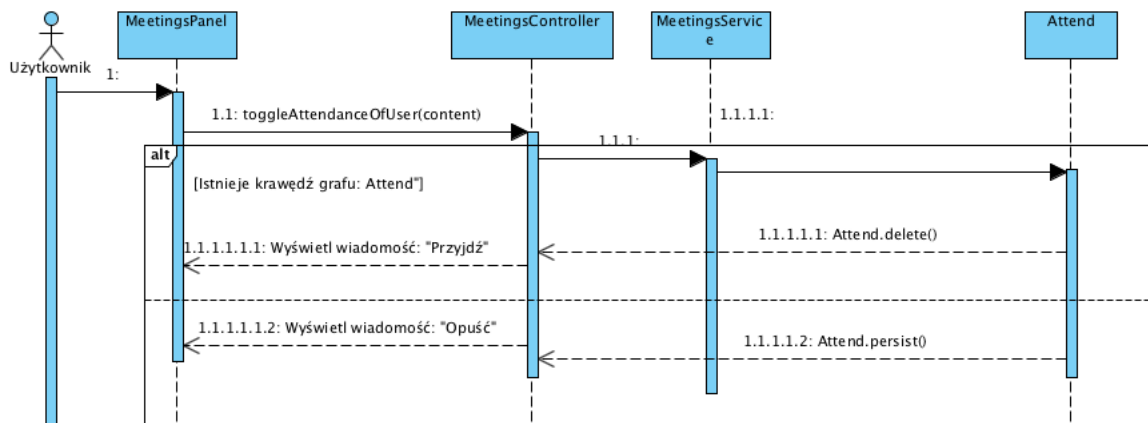 MeetingsPanel
MeetingsController
MeetingsServic
e
Attend
Użytkownik
1:
1.1: toggleAttendanceOfUser(content)
1.1.1.1:
1.1.1:
alt
[Istnieje krawędź grafu: Attend"]
1.1.1.1.1: Attend.delete()
1.1.1.1.1.1: Wyświetl wiadomość: "Przyjdź"
1.1.1.1.1.2: Wyświetl wiadomość: "Opuść"
1.1.1.1.2: Attend.persist()